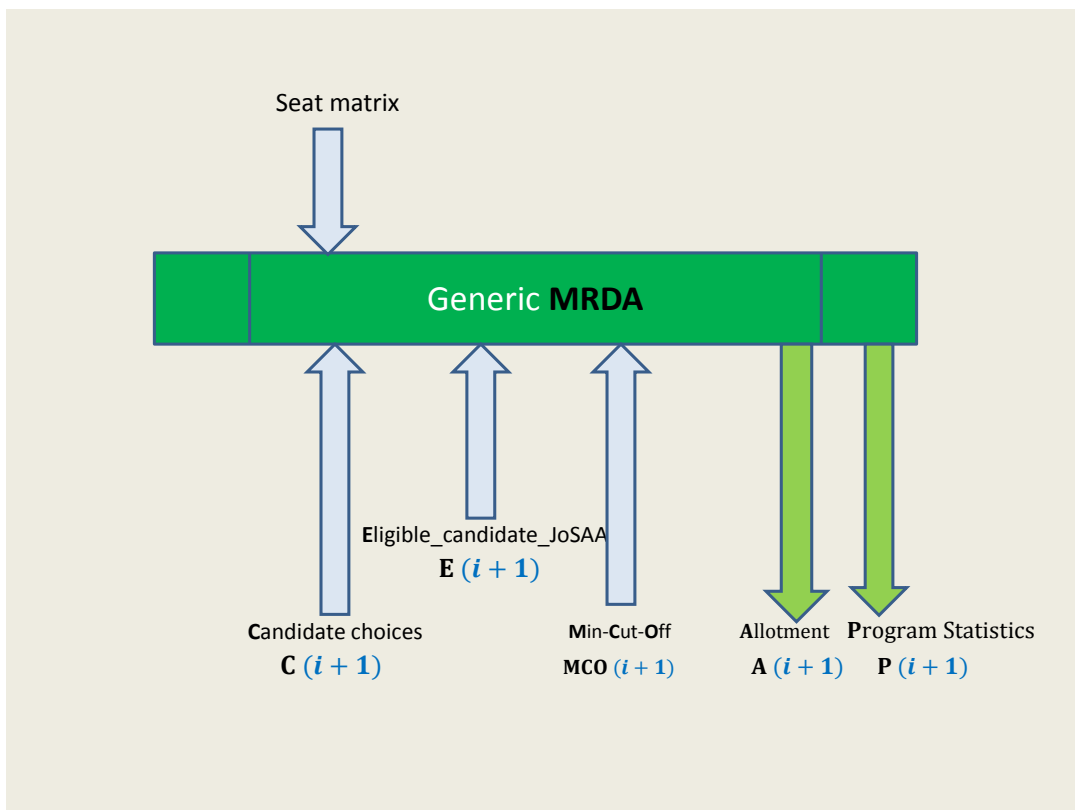 Seat matrix
Generic MRDA
Eligible_candidate_JoSAA
E (i + 1)
Candidate choices
C (i + 1)
Min-Cut-Off
MCO (i + 1)
Allotment
A (i + 1)
Program Statistics
P (i + 1)